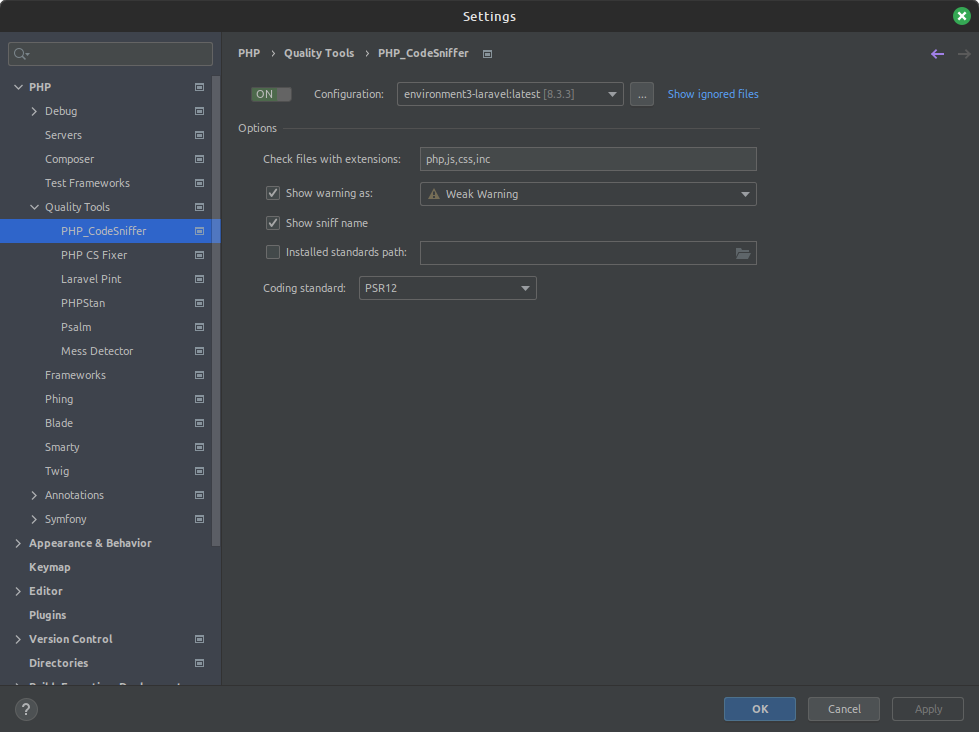 Settings
PHP
Debug
Servers
Composer
Test Frameworks
Quality Tools
PHP_CodeSniffer
PHP CS Fixer
Laravel Pint
PHPStan
Psalm
Mess Detector
Frameworks
Phing
Blade
Smarty
Twig
Annotations
Symfony
Appearance & Behavior
Keymap
Editor
Plugins
Version Control
Directories
PHP › Quality Tools › PHP_CodeSniffer
ON Configuration: environment3-laravel:latest [8.3.3] ... Show ignored files
Options
Check files with extensions: php,js,css,inc
Show warning as: Weak Warning
Show sniff name
Installed standards path:
Coding standard: PSR12
? OK Cancel Apply